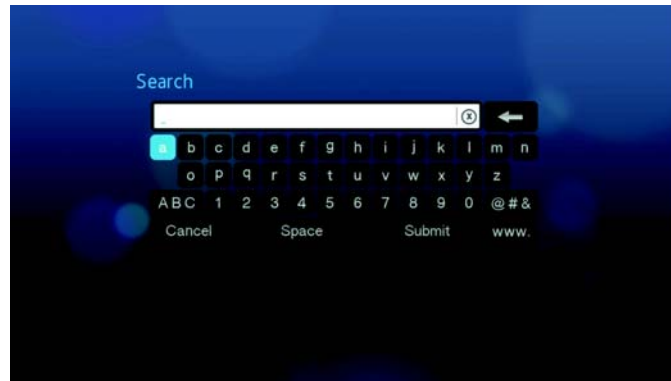 Search
a b c d e f g h i j k l m n
o p q r s t u v w x y z
ABC 1 2 3 4 5 6 7 8 9 0 @#&
Cancel Space Submit www.